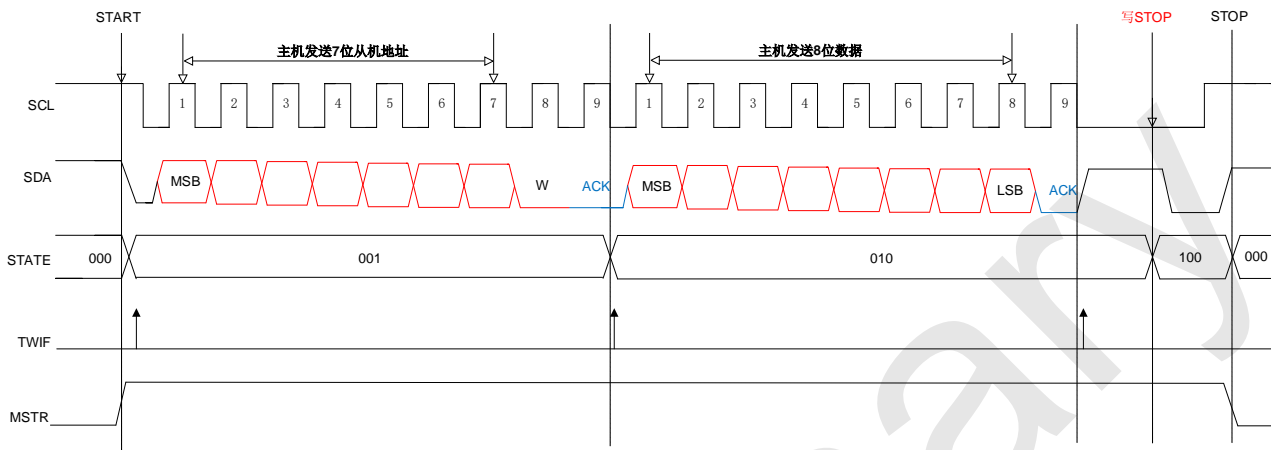 START 写STOP STOP
主机发送7位从机地址 主机发送8位数据
SCL 1 2 3 4 5 6 7 8 9 1 2 3 4 5 6 7 8 9
SDA MSB W ACK MSB LSB ACK
STATE 000 001 010 100 000
TWIF
MSTR